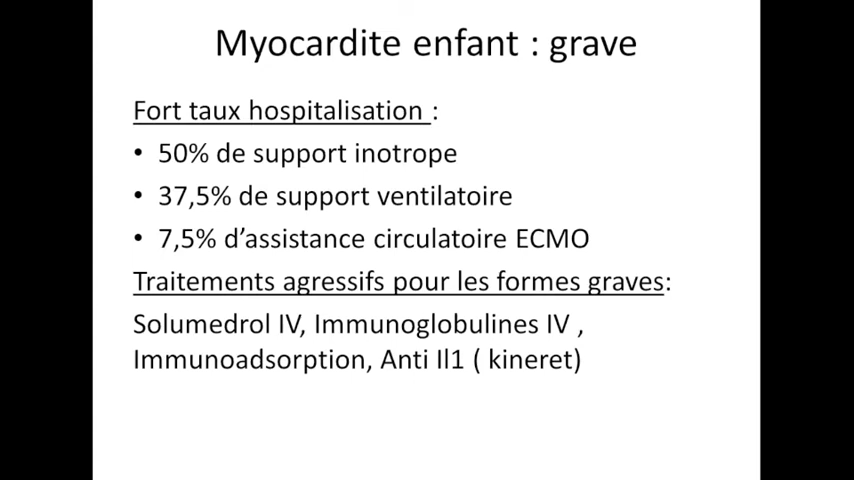 Myocardite enfant : grave
Fort taux hospitalisation :
• 50% de support inotrope
• 37,5% de support ventilatoire
• 7,5% d’assistance circulatoire ECMO
Traitements agressifs pour les formes graves:
Solumedrol IV, Immunoglobulines IV ,
Immunoadsorption, Anti Il1 ( kineret)